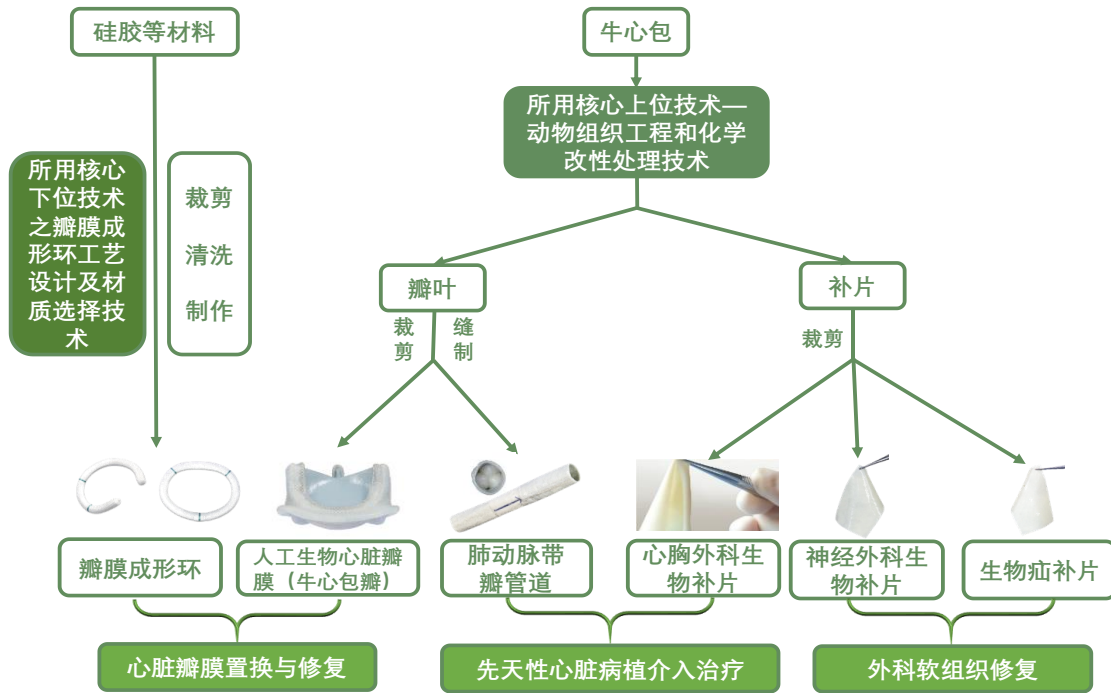 硅胶等材料
牛心包
所用核心上位技术—
动物组织工程和化学
改性处理技术
所用核心
下位技术
之瓣膜成
形环工艺
设计及材
质选择技
术
裁剪
清洗
制作
瓣叶
补片
裁
剪
缝
制
裁剪
瓣膜成形环
人工生物心脏瓣
膜（牛心包瓣）
肺动脉带
瓣管道
心胸外科生
物补片
神经外科生
物补片
生物疝补片
心脏瓣膜置换与修复
先天性心脏病植介入治疗
外科软组织修复